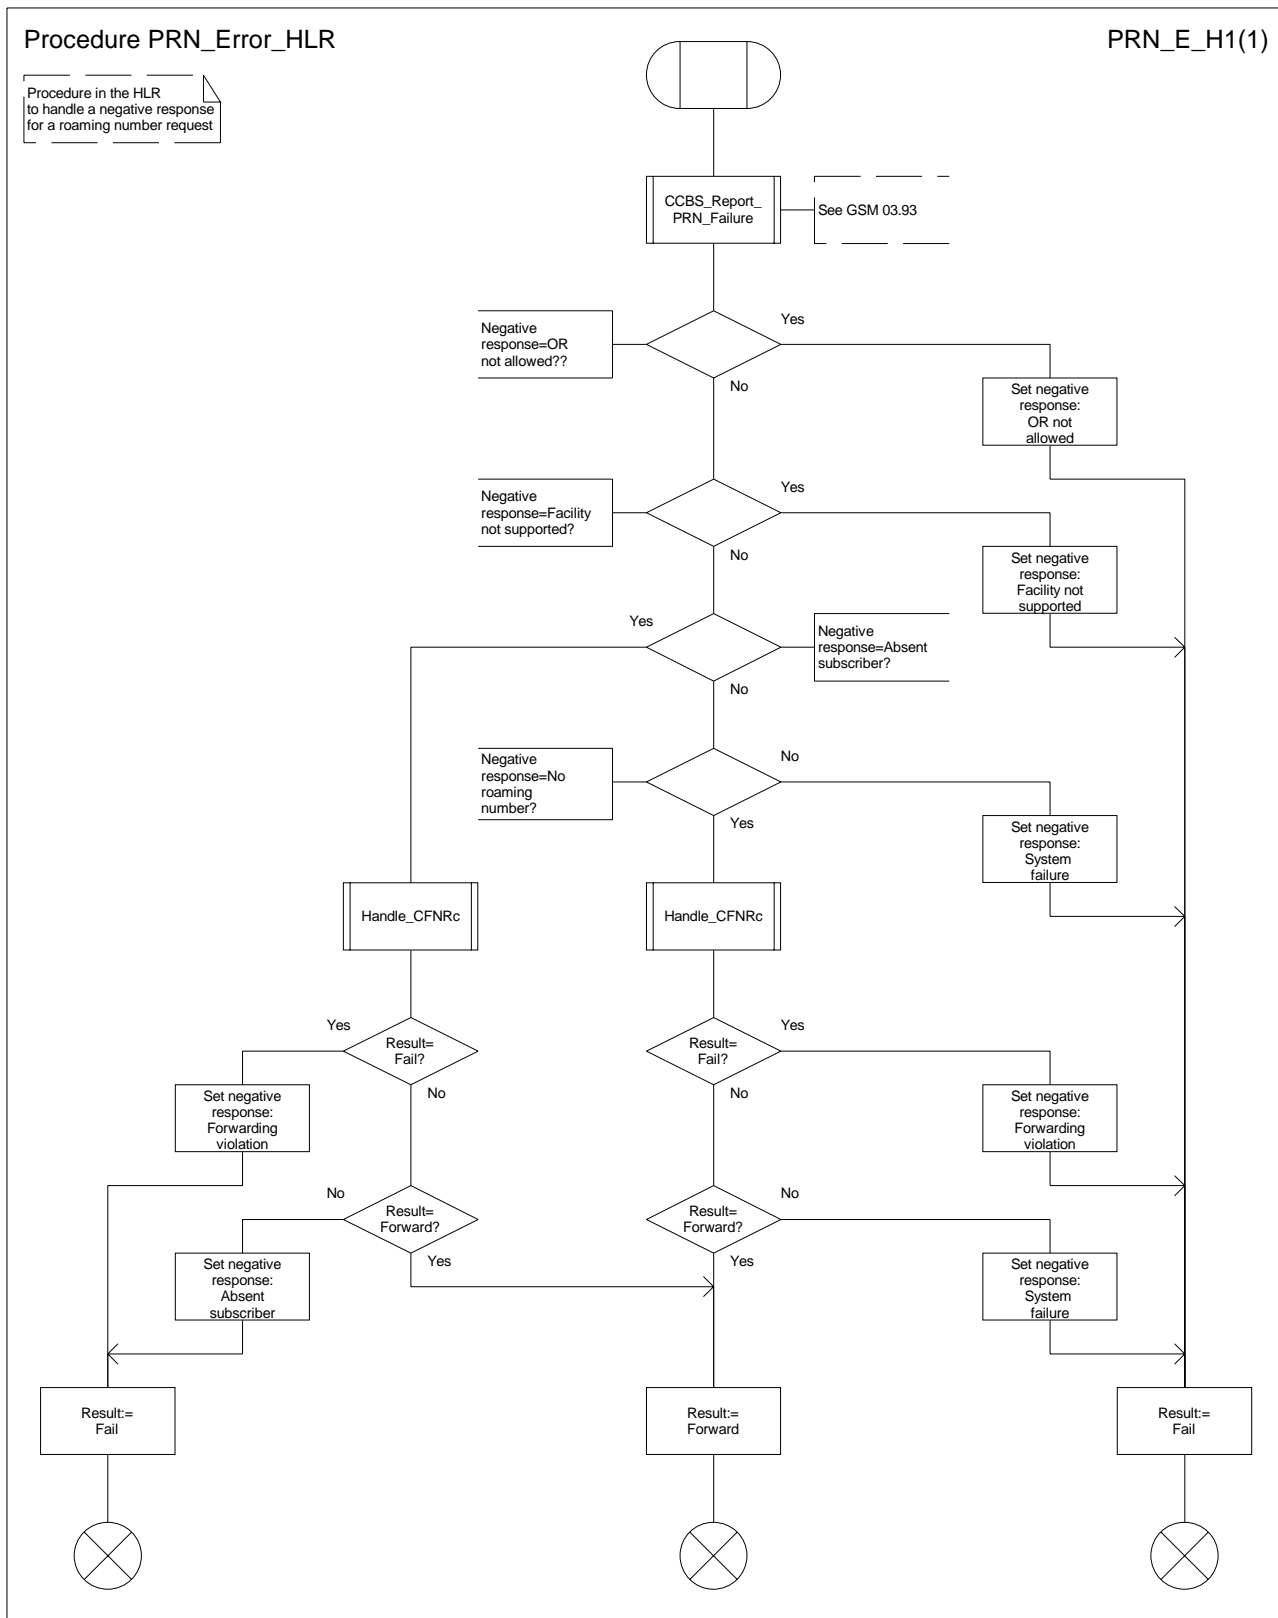 Procedure PRN_Error_HLR
PRN_E_H1(1)
Procedure in the HLR
to handle a negative response
for a roaming number request
CCBS_Report_
PRN_Failure
See GSM 03.93
Negative
response=OR
not allowed??
Yes
No
Set negative
response:
OR not
allowed
Negative
response=Facility
not supported?
Yes
No
Set negative
response:
Facility not
supported
Yes
Negative
response=Absent
subscriber?
No
Negative
response=No
roaming
number?
No
Yes
Set negative
response:
System
failure
Handle_CFNRc
Handle_CFNRc
Yes
Result=
Fail?
No
Yes
Result=
Fail?
No
Set negative
response:
Forwarding
violation
Set negative
response:
Forwarding
violation
No
Result=
Forward?
Yes
No
Result=
Forward?
Yes
Set negative
response:
Absent
subscriber
Set negative
response:
System
failure
Result:=
Fail
Result:=
Forward
Result:=
Fail